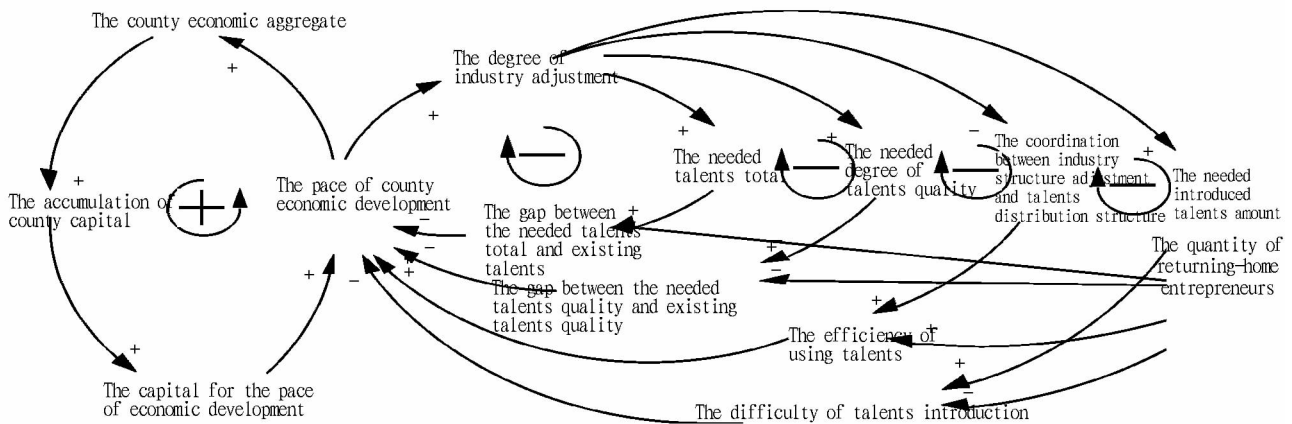 The county economic aggregate
+
The degree of
industry adjustment
+
+
The needed
talents total
+
The needed
degree of
talents quality
−
The coordination
between industry
structure adjustment
and talents
distribution structure
+
The needed
introduced
talents amount
+
The accumulation of
county capital
+
The pace of county
economic development
−
−
+
+
+
−
The gap between
the needed talents
total and existing
talents
+
The gap between the needed
talents quality and existing
talents quality
+
−
The quantity of
returning-home
entrepreneurs
The efficiency of
using talents
+
+
+
The capital for the pace
of economic development
The difficulty of talents introduction
+
−